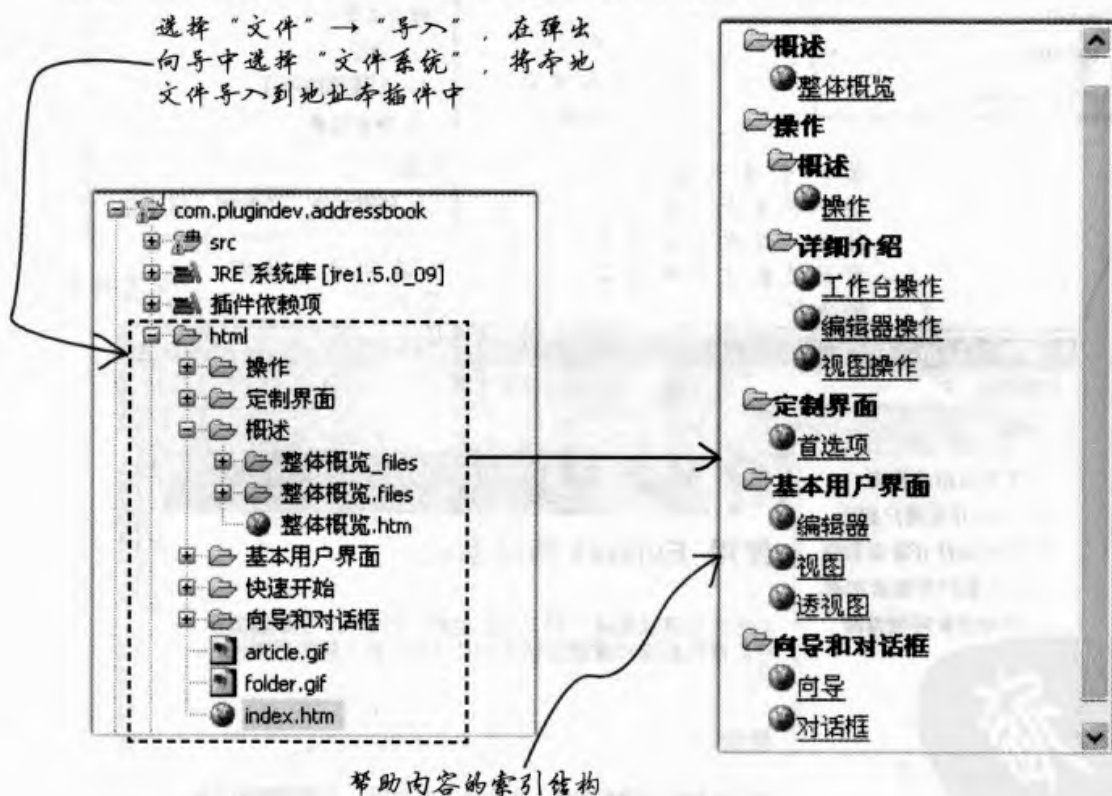 选择“文件”→“导入”，在弹出
向导中选择“文件系统”，将本地
文件导入到地址本插件中
com.plugindev.addressbook
src
JRE 系统库 [jre1.5.0_09]
插件依赖项
html
操作
定制界面
概述
整体概览_files
整体概览.files
整体概览.htm
基本用户界面
快速开始
向导和对话框
article.gif
folder.gif
index.htm
概述
整体概览
操作
概述
操作
详细介绍
工作台操作
编辑器操作
视图操作
定制界面
首选项
基本用户界面
编辑器
视图
透视图
向导和对话框
向导
对话框
帮助内容的索引结构